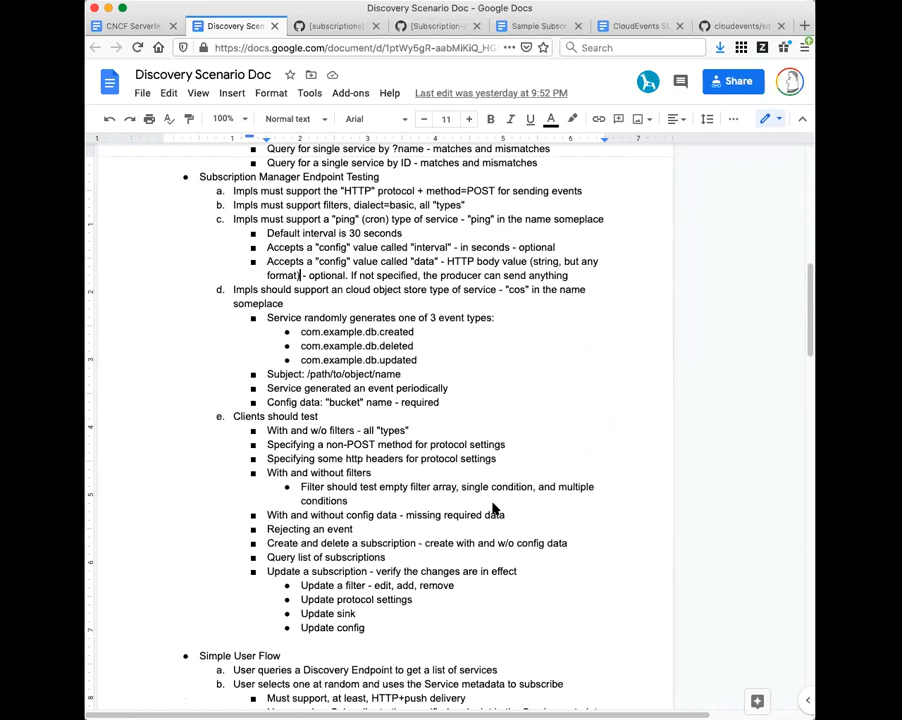 Discovery Scenario Doc - Google Docs
CNCF Serverle
Discovery Scen
[subscriptions]
[Subscription-
Sample Subsc
CloudEvents S
cloudevents/s
https://docs.google.com/document/d/1ptWy5gR-aabMiKiQ_HG
Search
Discovery Scenario Doc
File Edit View Insert Format Tools Add-ons Help Last edit was yesterday at 9:52 PM
Share
100% Normal text Arial 11 B I U A
1 1 2 3 4 5 6 7
Query for single service by ?name - matches and mismatches
Query for a single service by ID - matches and mismatches
Subscription Manager Endpoint Testing
a. Impls must support the "HTTP" protocol + method=POST for sending events
b. Impls must support filters, dialect=basic, all "types"
c. Impls must support a "ping" (cron) type of service - "ping" in the name someplace
Default interval is 30 seconds
Accepts a "config" value called "interval" - in seconds - optional
Accepts a "config" value called "data" - HTTP body value (string, but any
format) - optional. If not specified, the producer can send anything
d. Impls should support an cloud object store type of service - "cos" in the name
someplace
Service randomly generates one of 3 event types:
com.example.db.created
com.example.db.deleted
com.example.db.updated
Subject: /path/to/object/name
Service generated an event periodically
Config data: "bucket" name - required
e. Clients should test
With and w/o filters - all "types"
Specifying a non-POST method for protocol settings
Specifying some http headers for protocol settings
With and without filters
Filter should test empty filter array, single condition, and multiple
conditions
With and without config data - missing required data
Rejecting an event
Create and delete a subscription - create with and w/o config data
Query list of subscriptions
Update a subscription - verify the changes are in effect
Update a filter - edit, add, remove
Update protocol settings
Update sink
Update config
Simple User Flow
a. User queries a Discovery Endpoint to get a list of services
b. User selects one at random and uses the Service metadata to subscribe
Must support, at least, HTTP+push delivery